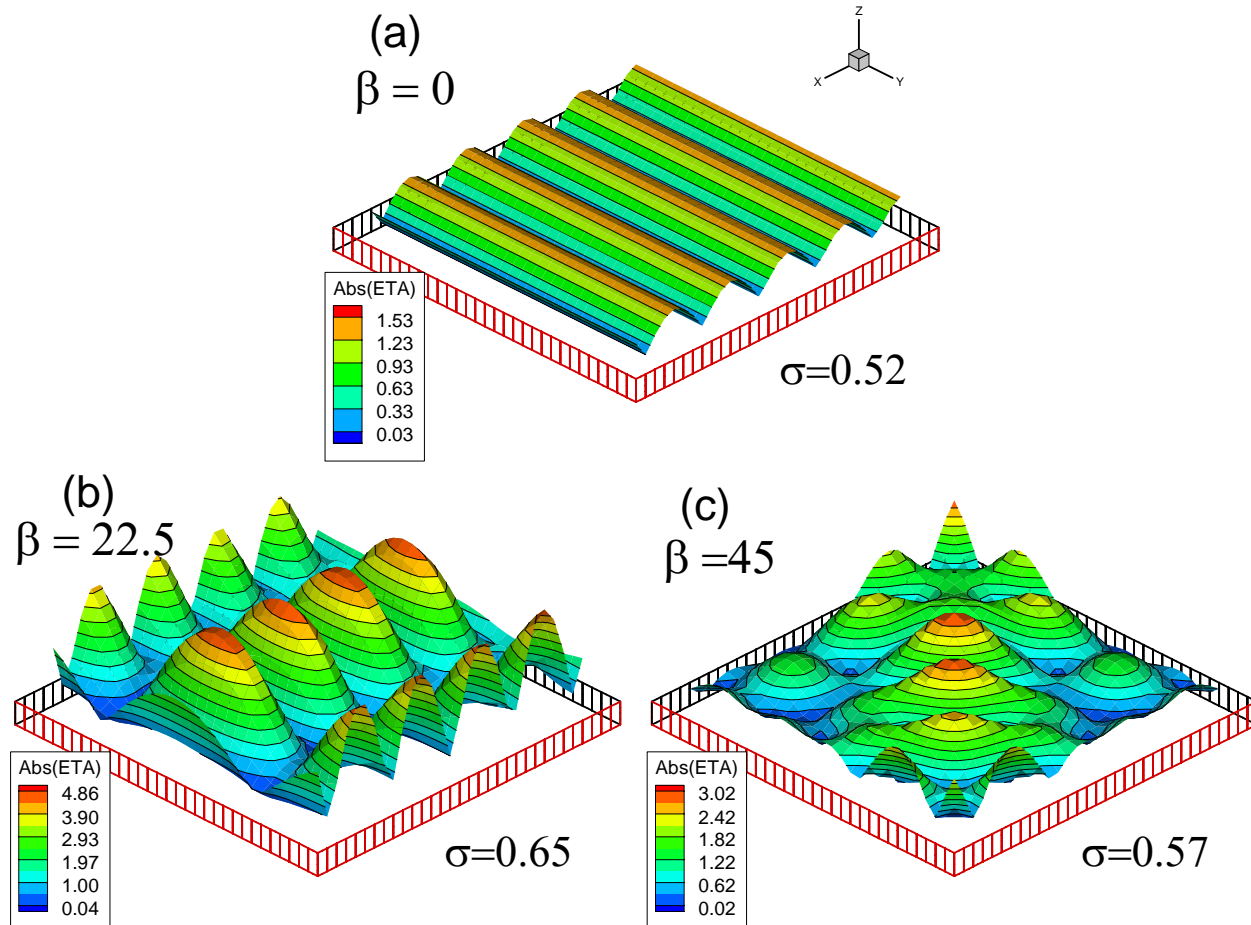 (a)
β = 0
Z
X
Y
Abs(ETA)
1.53
1.23
0.93
0.63
0.33
0.03
σ=0.52
(b)
β = 22.5
Abs(ETA)
4.86
3.90
2.93
1.97
1.00
0.04
σ=0.65
(c)
β =45
Abs(ETA)
3.02
2.42
1.82
1.22
0.62
0.02
σ=0.57